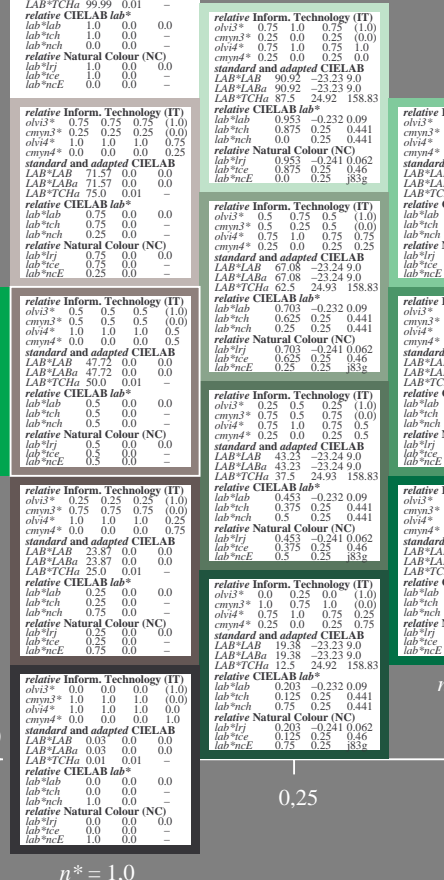 LAB*TCHa 99.99 0.01 –
relative CIELAB lab*
lab*lab 1.0 0.0 0.0
lab*tch 1.0 0.0 –
lab*nch 0.0 0.0 –
relative Natural Colour (NC)
lab*lrj 1.0 0.0 0.0
lab*tce 1.0 0.0 –
lab*ncE 0.0 0.0 –
relative Inform. Technology (IT)
olvi3* 0.75 0.75 0.75 (1.0)
cmyn3* 0.25 0.25 0.25 (0.0)
olvi4* 1.0 1.0 1.0 0.75
cmyn4* 0.0 0.0 0.0 0.25
standard and adapted CIELAB
LAB*LAB 71.57 0.0 0.0
LAB*LABa 71.57 0.0 0.0
LAB*TCHa 75.0 0.01 –
relative CIELAB lab*
lab*lab 0.75 0.0 0.0
lab*tch 0.75 0.0 –
lab*nch 0.25 0.0 –
relative Natural Colour (NC)
lab*lrj 0.75 0.0 0.0
lab*tce 0.75 0.0 –
lab*ncE 0.25 0.0 –
relative Inform. Technology (IT)
olvi3* 0.5 0.5 0.5 (1.0)
cmyn3* 0.5 0.5 0.5 (0.0)
olvi4* 1.0 1.0 1.0 0.5
cmyn4* 0.0 0.0 0.0 0.5
standard and adapted CIELAB
LAB*LAB 47.72 0.0 0.0
LAB*LABa 47.72 0.0 0.0
LAB*TCHa 50.0 0.01 –
relative CIELAB lab*
lab*lab 0.5 0.0 0.0
lab*tch 0.5 0.0 –
lab*nch 0.5 0.0 –
relative Natural Colour (NC)
lab*lrj 0.5 0.0 0.0
lab*tce 0.5 0.0 –
lab*ncE 0.5 0.0 –
relative Inform. Technology (IT)
olvi3* 0.25 0.25 0.25 (1.0)
cmyn3* 0.75 0.75 0.75 (0.0)
olvi4* 1.0 1.0 1.0 0.25
cmyn4* 0.0 0.0 0.0 0.75
standard and adapted CIELAB
LAB*LAB 23.87 0.0 0.0
LAB*LABa 23.87 0.0 0.0
LAB*TCHa 25.0 0.01 –
relative CIELAB lab*
lab*lab 0.25 0.0 0.0
lab*tch 0.25 0.0 –
lab*nch 0.75 0.0 –
relative Natural Colour (NC)
lab*lrj 0.25 0.0 0.0
lab*tce 0.25 0.0 –
lab*ncE 0.75 0.0 –
relative Inform. Technology (IT)
olvi3* 0.0 0.0 0.0 (1.0)
cmyn3* 1.0 1.0 1.0 (0.0)
olvi4* 1.0 1.0 1.0 0.0
cmyn4* 0.0 0.0 0.0 1.0
standard and adapted CIELAB
LAB*LAB 0.03 0.0 0.0
LAB*LABa 0.03 0.0 0.0
LAB*TCHa 0.01 0.01 –
relative CIELAB lab*
lab*lab 0.0 0.0 0.0
lab*tch 0.0 0.0 –
lab*nch 1.0 0.0 –
relative Natural Colour (NC)
lab*lrj 0.0 0.0 0.0
lab*tce 0.0 0.0 –
lab*ncE 1.0 0.0 –
n* = 1,0
relative Inform. Technology (IT)
olvi3* 0.75 1.0 0.75 (1.0)
cmyn3* 0.25 0.0 0.25 (0.0)
olvi4* 0.75 1.0 0.75 1.0
cmyn4* 0.25 0.0 0.25 0.0
standard and adapted CIELAB
LAB*LAB 90.92 –23.23 9.0
LAB*LABa 90.92 –23.23 9.0
LAB*TCHa 87.5 24.92 158.83
relative CIELAB lab*
lab*lab 0.953 –0.232 0.09
lab*tch 0.875 0.25 0.441
lab*nch 0.0 0.25 0.441
relative Natural Colour (NC)
lab*lrj 0.953 –0.241 0.062
lab*tce 0.875 0.25 0.46
lab*ncE 0.0 0.25 j83g
relative Inform. Technology (IT)
olvi3* 0.5 0.75 0.5 (1.0)
cmyn3* 0.5 0.25 0.5 (0.0)
olvi4* 0.75 1.0 0.75 0.75
cmyn4* 0.25 0.0 0.25 0.25
standard and adapted CIELAB
LAB*LAB 67.08 –23.24 9.0
LAB*LABa 67.08 –23.24 9.0
LAB*TCHa 62.5 24.93 158.83
relative CIELAB lab*
lab*lab 0.703 –0.232 0.09
lab*tch 0.625 0.25 0.441
lab*nch 0.25 0.25 0.441
relative Natural Colour (NC)
lab*lrj 0.703 –0.241 0.062
lab*tce 0.625 0.25 0.46
lab*ncE 0.25 0.25 j83g
relative Inform. Technology (IT)
olvi3* 0.25 0.5 0.25 (1.0)
cmyn3* 0.75 0.5 0.75 (0.0)
olvi4* 0.75 1.0 0.75 0.5
cmyn4* 0.25 0.0 0.25 0.5
standard and adapted CIELAB
LAB*LAB 43.23 –23.24 9.0
LAB*LABa 43.23 –23.24 9.0
LAB*TCHa 37.5 24.93 158.83
relative CIELAB lab*
lab*lab 0.453 –0.232 0.09
lab*tch 0.375 0.25 0.441
lab*nch 0.5 0.25 0.441
relative Natural Colour (NC)
lab*lrj 0.453 –0.241 0.062
lab*tce 0.375 0.25 0.46
lab*ncE 0.5 0.25 j83g
relative Inform. Technology (IT)
olvi3* 0.0 0.25 0.0 (1.0)
cmyn3* 1.0 0.75 1.0 (0.0)
olvi4* 0.75 1.0 0.75 0.25
cmyn4* 0.25 0.0 0.25 0.75
standard and adapted CIELAB
LAB*LAB 19.38 –23.23 9.0
LAB*LABa 19.38 –23.23 9.0
LAB*TCHa 12.5 24.92 158.83
relative CIELAB lab*
lab*lab 0.203 –0.232 0.09
lab*tch 0.125 0.25 0.441
lab*nch 0.75 0.25 0.441
relative Natural Colour (NC)
lab*lrj 0.203 –0.241 0.062
lab*tce 0.125 0.25 0.46
lab*ncE 0.75 0.25 j83g
0,25